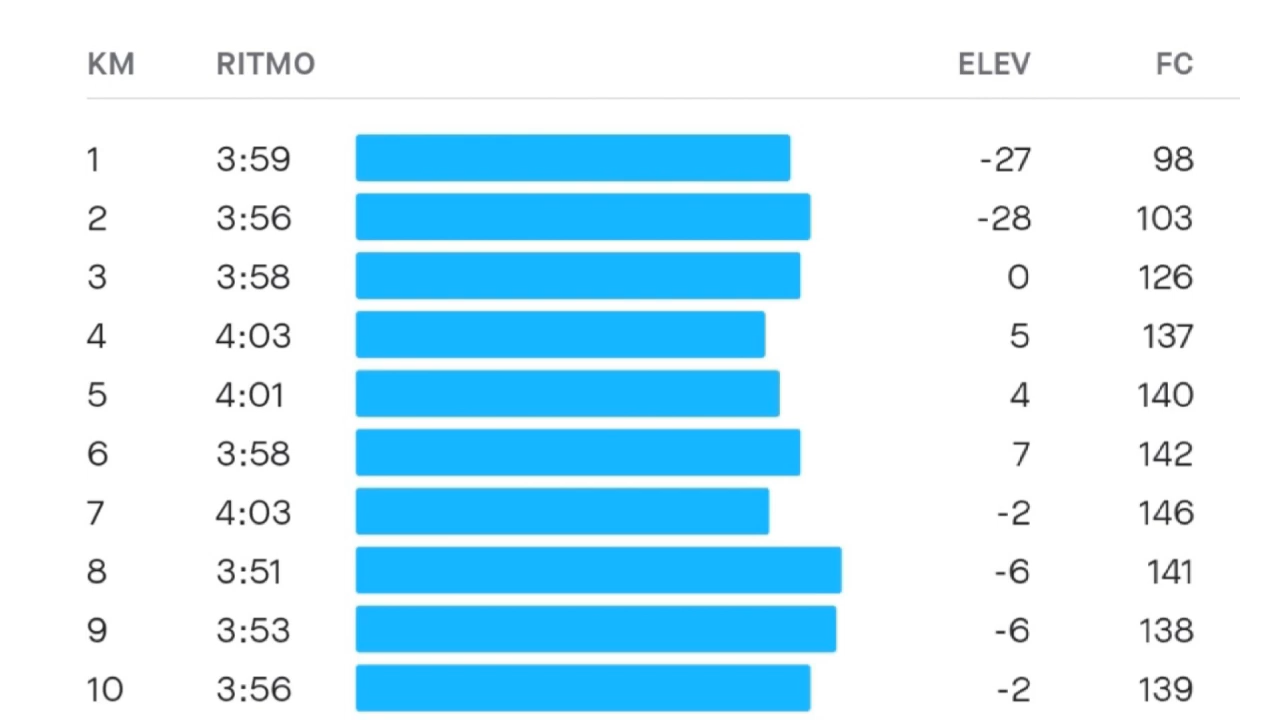 KM RITMO ELEV FC
1 3:59 -27 98
2 3:56 -28 103
3 3:58 0 126
4 4:03 5 137
5 4:01 4 140
6 3:58 7 142
7 4:03 -2 146
8 3:51 -6 141
9 3:53 -6 138
10 3:56 -2 139